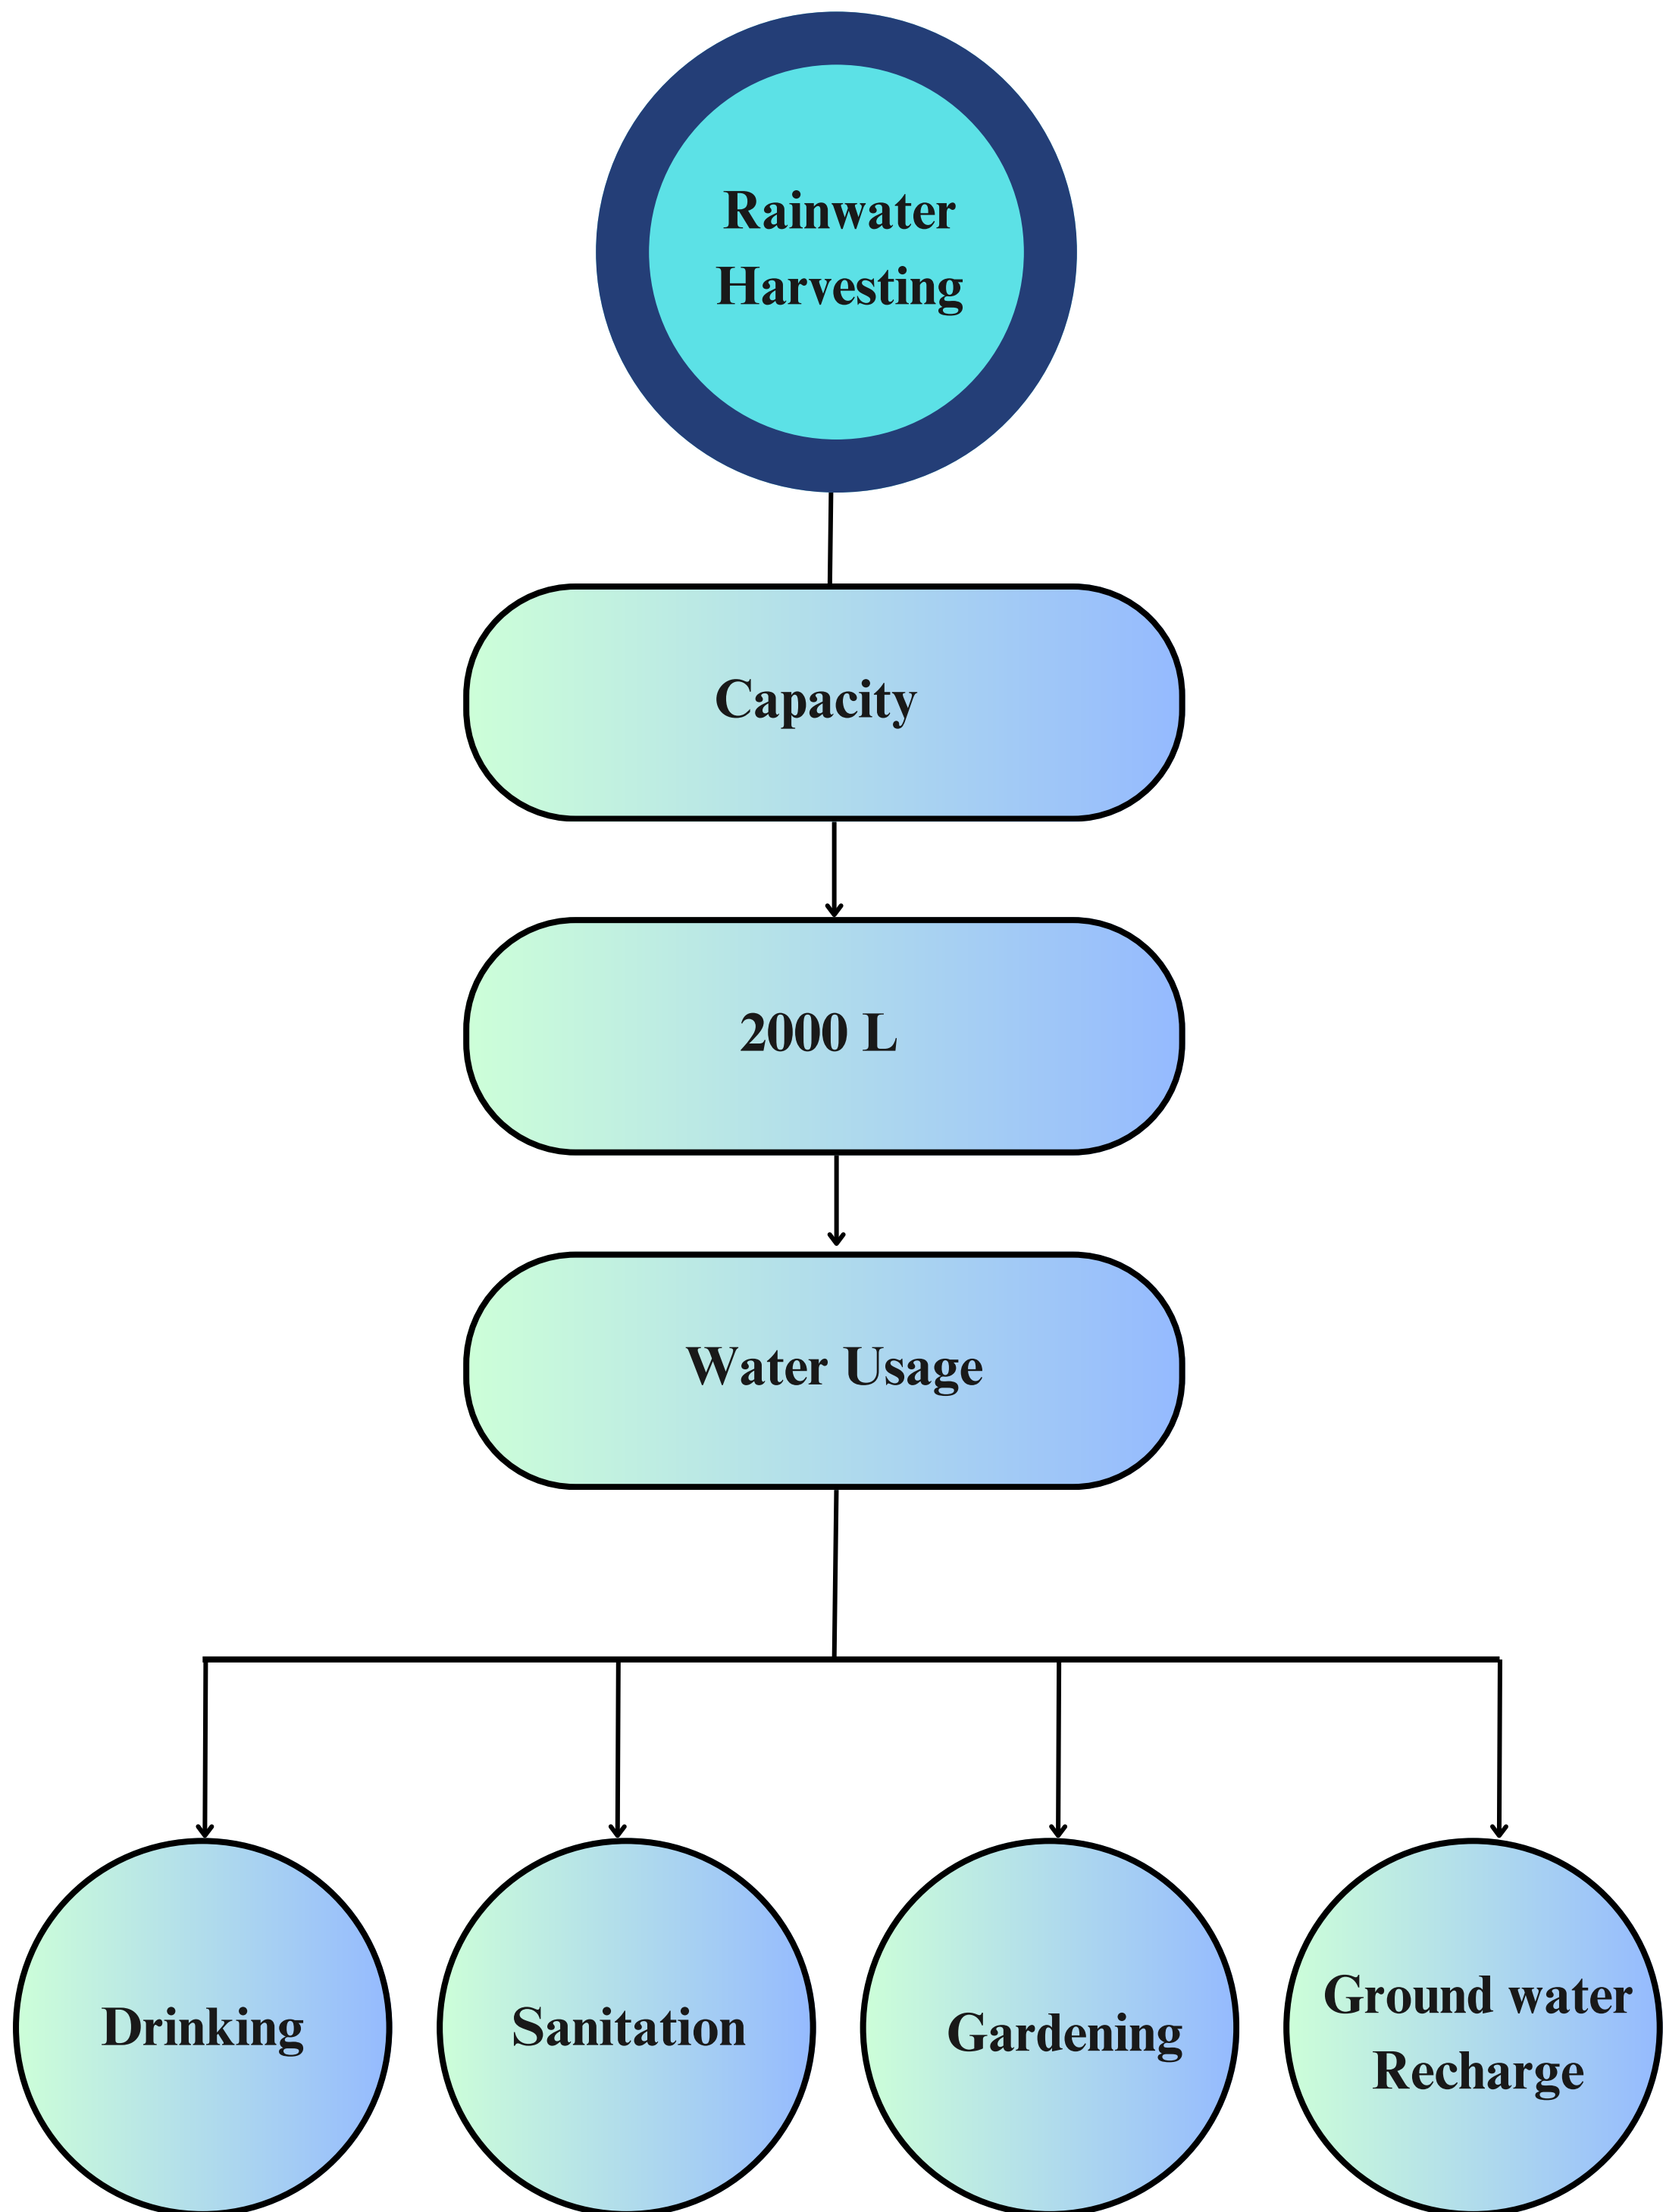 Rainwater
Harvesting
Capacity
2000 L
Water Usage
Drinking
Sanitation
Gardening
Ground water
Recharge